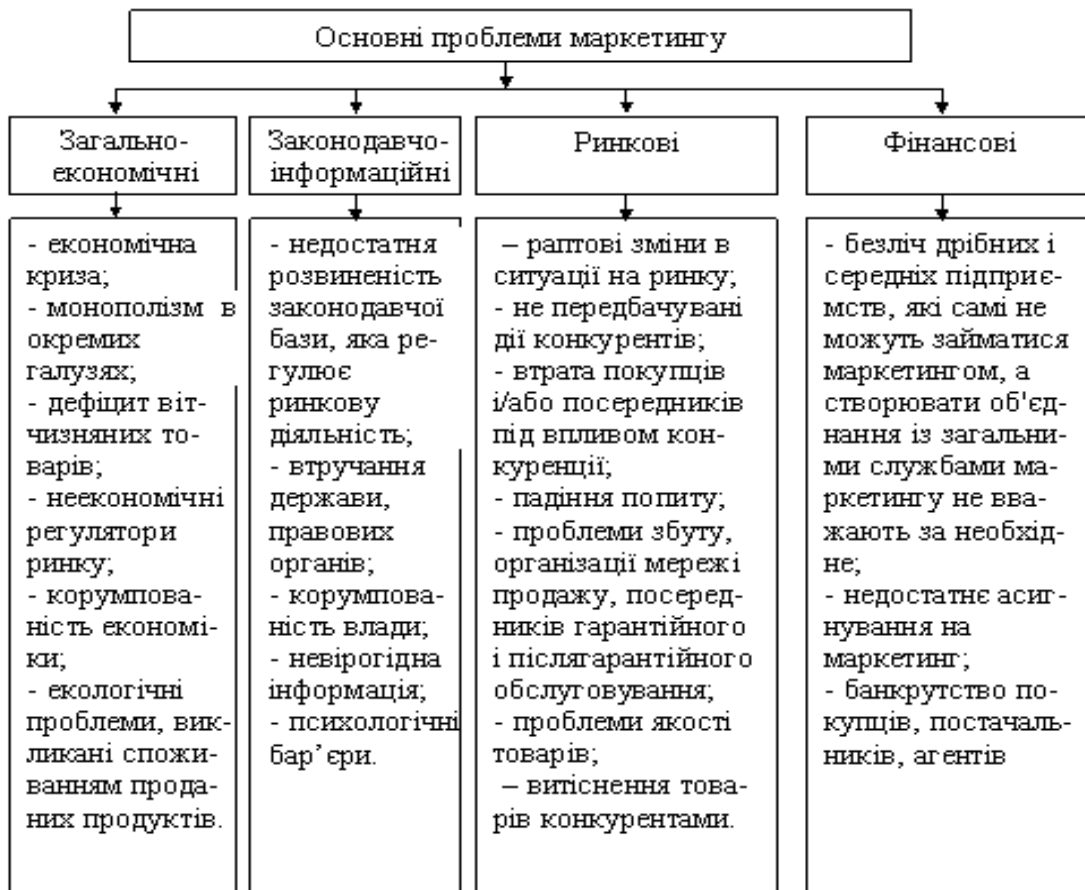 Основні проблеми маркетингу
Загально-
економічні
Законодавчо-
інформаційні
Ринкові
Фінансові
- економічна
криза;
- монополізм в
окремих
галузях;
- дефіцит віт-
чизняних то-
варів;
- неекономічні
регулятори
ринку;
- корумпова-
ність економі-
ки;
- екологічні
проблеми, вик-
ликані спожи-
ванням прода-
них продуктів.
- недостатня
розвиненість
законодавчої
бази, яка ре-
гулює
ринкову
діяльність;
- втручання
держави,
правових
органів;
- корумпова-
ність влади;
- невірогідна
інформація;
- психологічні
бар’єри.
– раптові зміни в
ситуації на ринку;
- не передбачувані
дії конкурентів;
- втрата покупців
і/або посередників
під впливом кон-
куренції;
- падіння попиту;
- проблеми збуту,
організації мережі
продажу, посеред-
ників гарантійного
і післягарантійного
обслуговування;
- проблеми якості
товарів;
– витіснення това-
рів конкурентами.
- безліч дрібних і
середніх підприє-
мств, які самі не
можуть займатися
маркетингом, а
створювати об'єд-
нання із загальни-
ми службами ма-
ркетингу не вва-
жають за необхід-
не;
- недостатнє асиг-
нування на
маркетинг;
- банкрутство по-
купців, постачаль-
ників, агентів